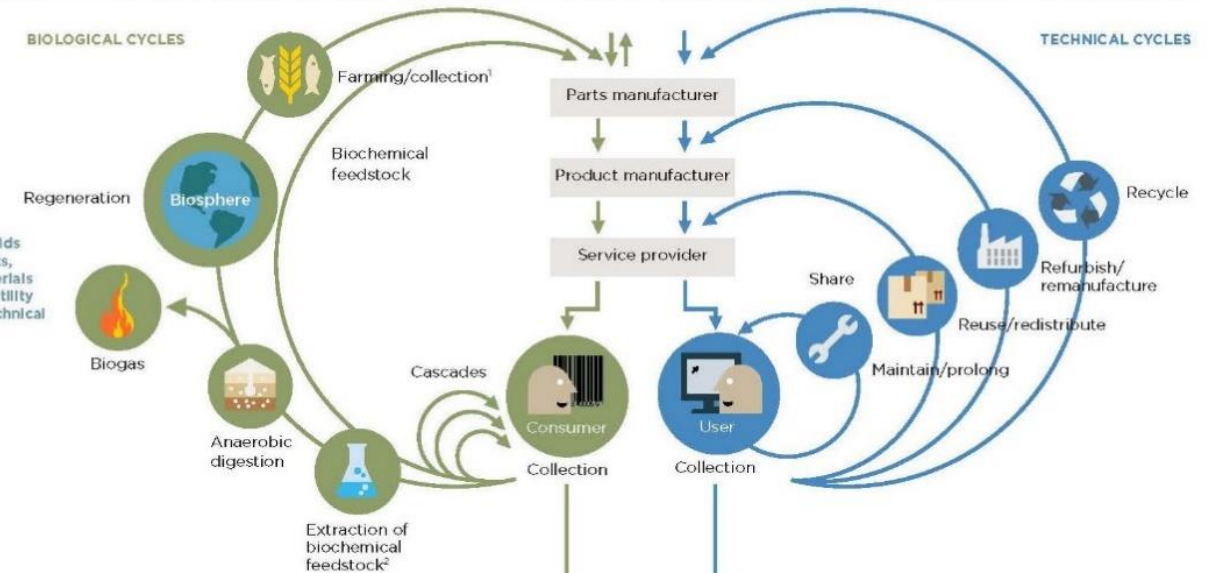 BIOLOGICAL CYCLES
TECHNICAL CYCLES
Farming/collection¹
Parts manufacturer
Biochemical
feedstock
Product manufacturer
Regeneration
Biosphere
Recycle
Service provider
Share
Refurbish/
remanufacture
Reuse/redistribute
Biogas
Cascades
Maintain/prolong
Consumer
User
Anaerobic
digestion
Collection
Collection
Extraction of
biochemical
feedstock²